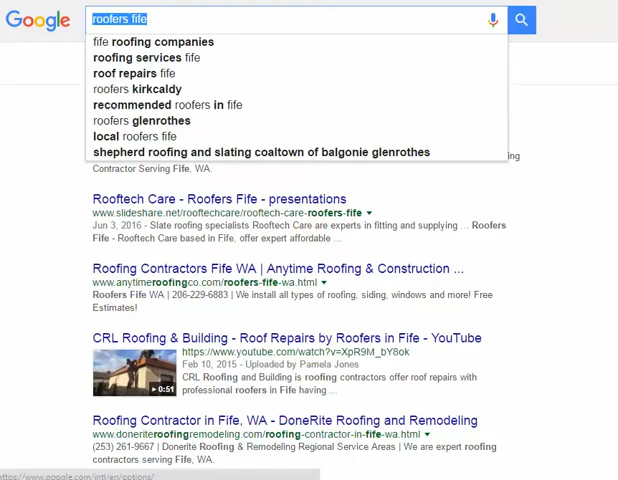 Google roofers fife
fife roofing companies
roofing services fife
roof repairs fife
roofers kirkcaldy
recommended roofers in fife
roofers glenrothes
local roofers fife
shepherd roofing and slating coaltown of balgonie glenrothes
ng
Contractor Serving Fife, WA.
Rooftech Care - Roofers Fife - presentations
www.slideshare.net/rooftechcare/rooftech-care-roofers-fife
Jun 3, 2016 - Slate roofing specialists Rooftech Care are experts in fitting and supplying ... Roofers
Fife - Rooftech Care based in Fife, offer expert affordable ...
Roofing Contractors Fife WA | Anytime Roofing & Construction ...
www.anytimeroofingco.com/roofers-fife-wa.html
Roofers Fife WA | 206-229-6883 | We install all types of roofing, siding, windows and more! Free
Estimates!
CRL Roofing & Building - Roof Repairs by Roofers in Fife - YouTube
https://www.youtube.com/watch?v=XpR9M_bY8ok
Feb 10, 2015 - Uploaded by Pamela Jones
CRL Roofing and Building is roofing contractors offer roof repairs with
professional roofers in Fife having ...
0:51
Roofing Contractor in Fife, WA - DoneRite Roofing and Remodeling
www.doneriteroofingremodeling.com/roofing-contractor-in-fife-wa.html
(253) 261-9667 | Donerite Roofing & Remodeling Regional Service Areas | We are expert roofing
contractors serving Fife, WA.
https://www.google.com/intl/en/options/